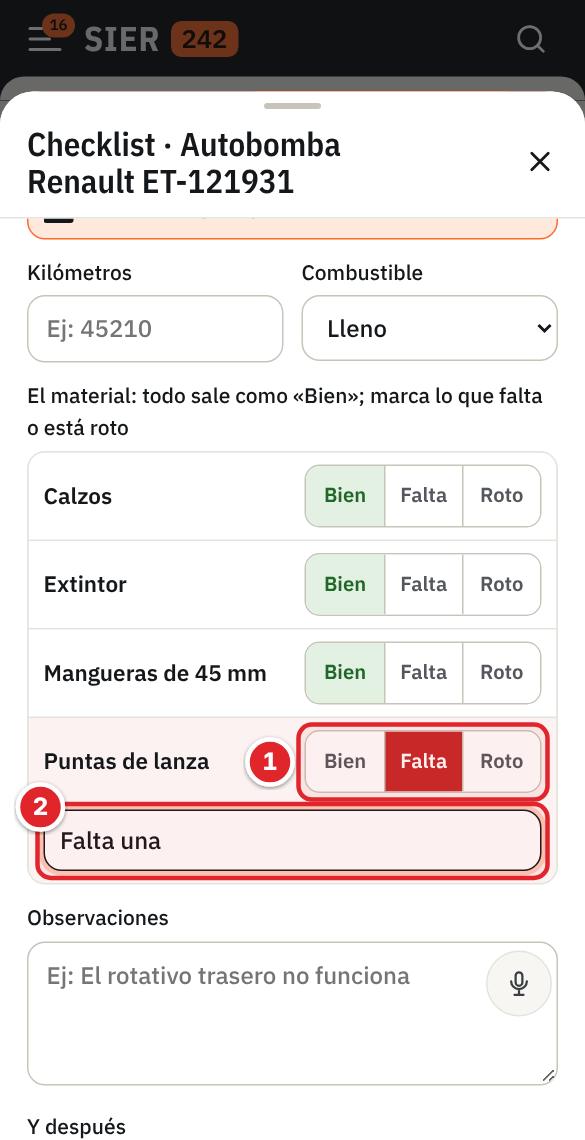 16
SIER 242
Checklist · Autobomba
Renault ET-121931
Kilómetros
Combustible
Ej: 45210
Lleno
El material: todo sale como «Bien»; marca lo que falta
o está roto
Calzos Bien Falta Roto
Extintor Bien Falta Roto
Mangueras de 45 mm Bien Falta Roto
Puntas de lanza 1 Bien Falta Roto
2
Falta una
Observaciones
Ej: El rotativo trasero no funciona
Y después